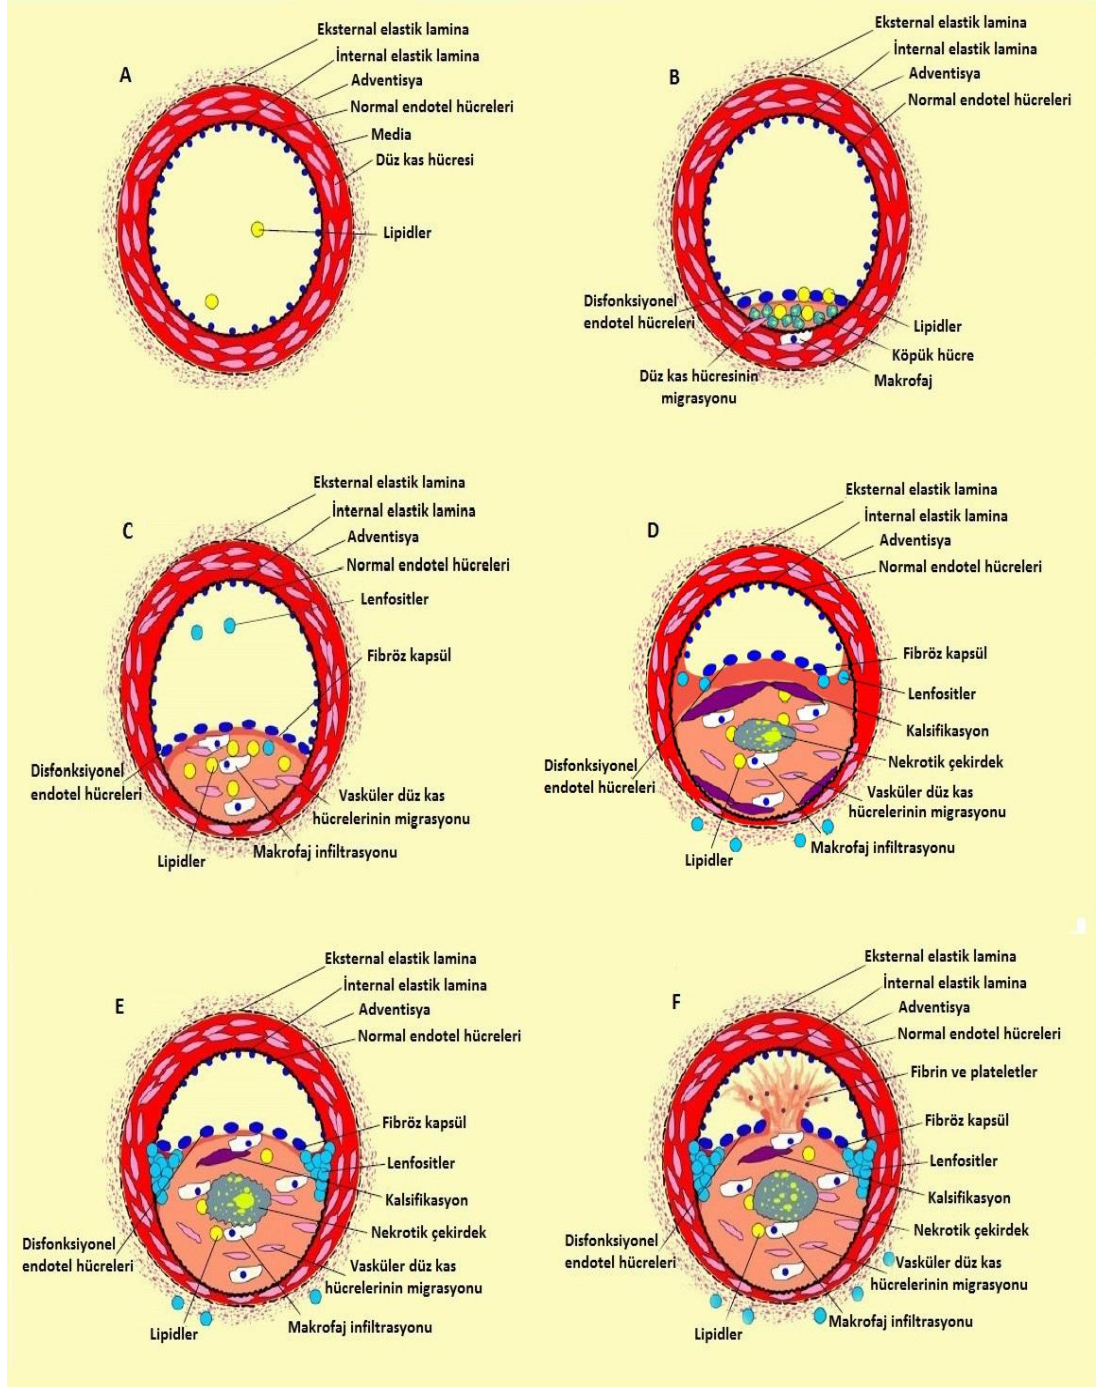 A
Eksternal elastik lamina
İnternal elastik lamina
Adventisya
Normal endotel hücreleri
Media
Düz kas hücresi
Lipidler
B
Eksternal elastik lamina
İnternal elastik lamina
Adventisya
Normal endotel hücreleri
Disfonksiyonel
endotel hücreleri
Lipidler
Köpük hücre
Makrofaj
Düz kas hücresinin
migrasyonu
C
Eksternal elastik lamina
İnternal elastik lamina
Adventisya
Normal endotel hücreleri
Lenfositler
Fibröz kapsül
Disfonksiyonel
endotel hücreleri
Vasküler düz kas
hücrelerinin migrasyonu
Makrofaj infiltrasyonu
Lipidler
D
Eksternal elastik lamina
İnternal elastik lamina
Adventisya
Normal endotel hücreleri
Fibröz kapsül
Lenfositler
Kalsifikasyon
Nekrotik çekirdek
Disfonksiyonel
endotel hücreleri
Vasküler düz kas
hücrelerinin migrasyonu
Makrofaj infiltrasyonu
Lipidler
E
Eksternal elastik lamina
İnternal elastik lamina
Adventisya
Normal endotel hücreleri
Fibröz kapsül
Lenfositler
Kalsifikasyon
Nekrotik çekirdek
Disfonksiyonel
endotel hücreleri
Vasküler düz kas
hücrelerinin migrasyonu
Makrofaj infiltrasyonu
Lipidler
F
Eksternal elastik lamina
İnternal elastik lamina
Adventisya
Normal endotel hücreleri
Fibrin ve plateletler
Fibröz kapsül
Lenfositler
Kalsifikasyon
Nekrotik çekirdek
Disfonksiyonel
endotel hücreleri
Vasküler düz kas
hücrelerinin migrasyonu
Makrofaj infiltrasyonu
Lipidler